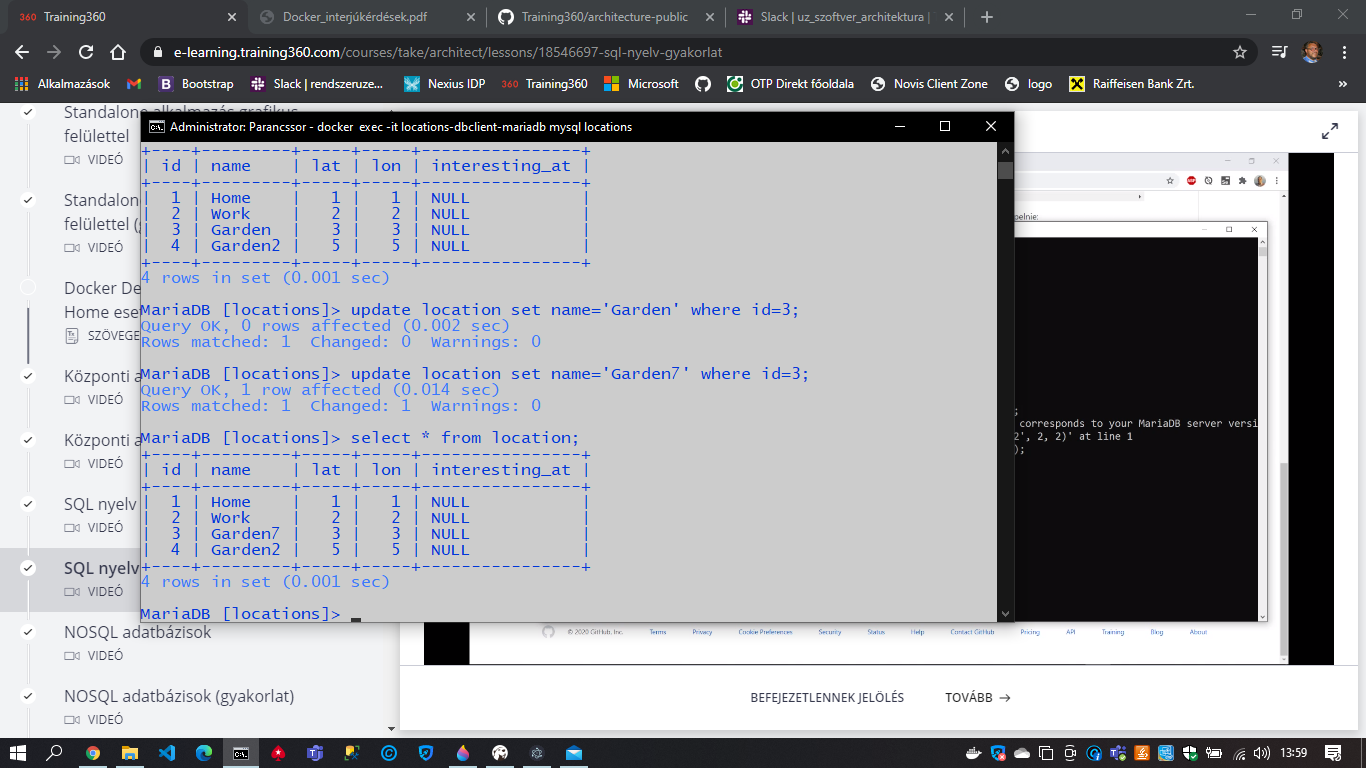 360 Training360
Docker_interjúkérdések.pdf
Training360/architecture-public
Slack | uz_szoftver_architektura |
e-learning.training360.com/courses/take/architect/lessons/18546697-sql-nyelv-gyakorlat
Alkalmazások
Bootstrap
Slack | rendszeruze...
Nexius IDP
360 Training360
Microsoft
OTP Direkt főoldala
Novis Client Zone
logo
Raiffeisen Bank Zrt.
»
Standalone alkalmazás grafikus
felülettel
VIDEÓ
Standalon
felülettel (
VIDEÓ
Docker De
Home ese
SZÖVEGE
Központi a
VIDEÓ
Központi a
VIDEÓ
SQL nyelv
VIDEÓ
SQL nyelv
VIDEÓ
NOSQL adatbázisok
VIDEÓ
NOSQL adatbázisok (gyakorlat)
VIDEÓ
Administrator: Parancssor - docker exec -it locations-dbclient-mariadb mysql locations
+----+---------+-----+-----+----------------+
| id | name    | lat | lon | interesting_at |
+----+---------+-----+-----+----------------+
|  1 | Home    |   1 |   1 | NULL           |
|  2 | Work    |   2 |   2 | NULL           |
|  3 | Garden  |   3 |   3 | NULL           |
|  4 | Garden2 |   5 |   5 | NULL           |
+----+---------+-----+-----+----------------+
4 rows in set (0.001 sec)
MariaDB [locations]> update location set name='Garden' where id=3;
Query OK, 0 rows affected (0.002 sec)
Rows matched: 1  Changed: 0  Warnings: 0
MariaDB [locations]> update location set name='Garden7' where id=3;
Query OK, 1 row affected (0.014 sec)
Rows matched: 1  Changed: 1  Warnings: 0
MariaDB [locations]> select * from location;
+----+---------+-----+-----+----------------+
| id | name    | lat | lon | interesting_at |
+----+---------+-----+-----+----------------+
|  1 | Home    |   1 |   1 | NULL           |
|  2 | Work    |   2 |   2 | NULL           |
|  3 | Garden7 |   3 |   3 | NULL           |
|  4 | Garden2 |   5 |   5 | NULL           |
+----+---------+-----+-----+----------------+
4 rows in set (0.001 sec)
MariaDB [locations]>
pelnie:
;
corresponds to your MariaDB server versi
2', 2, 2)' at line 1
);
© 2020 GitHub, Inc.
Terms
Privacy
Cookie Preferences
Security
Status
Help
Contact GitHub
Pricing
API
Training
Blog
About
BEFEJEZETLENNEK JELÖLÉS
TOVÁBB →
13:59